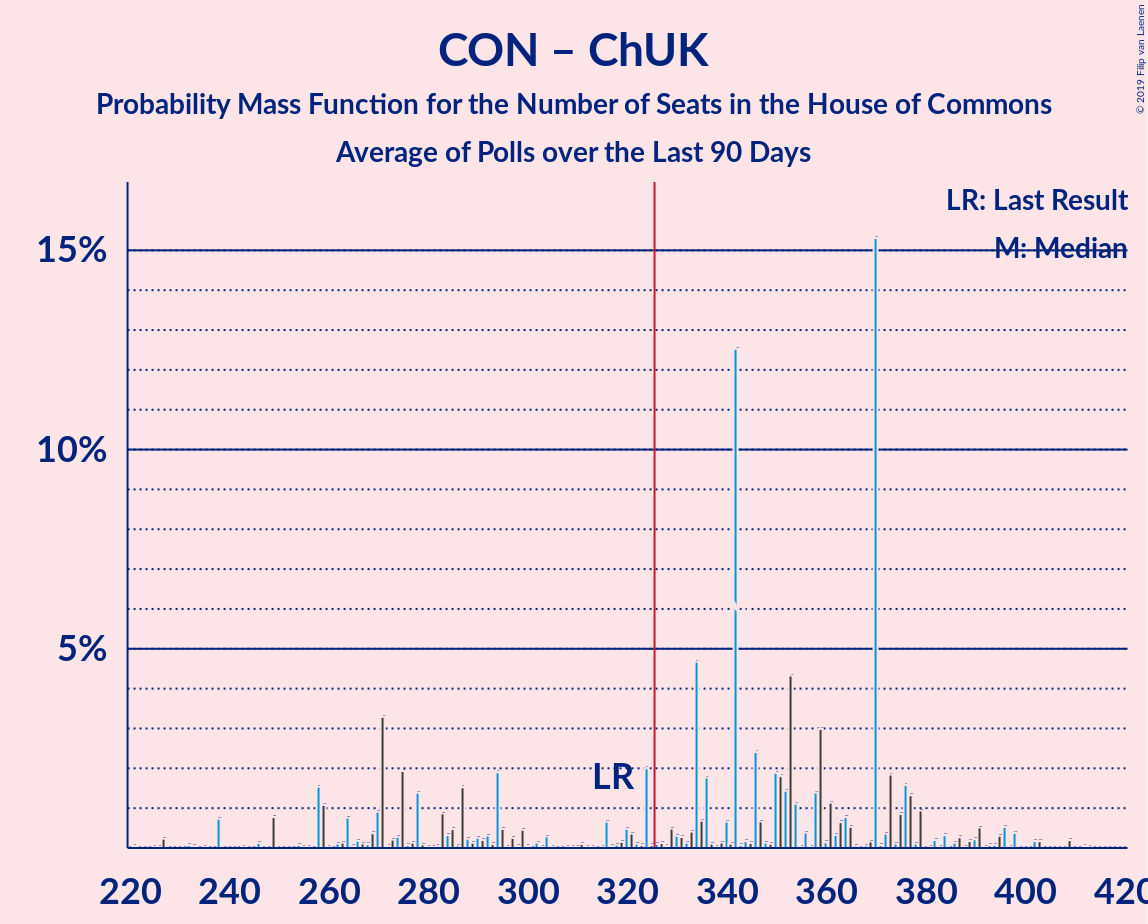 CON – ChUK
Probability Mass Function for the Number of Seats in the House of Commons
Average of Polls over the Last 90 Days
© 2019 Filip van Laenen
LR: Last Result
M: Median
15%
10%
5%
LR
220 240 260 280 300 320 340 360 380 400 420